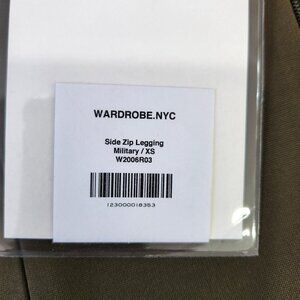 WARDROBE.NYC
Side Zip Legging
Military / XS
W2006R03
123000018353